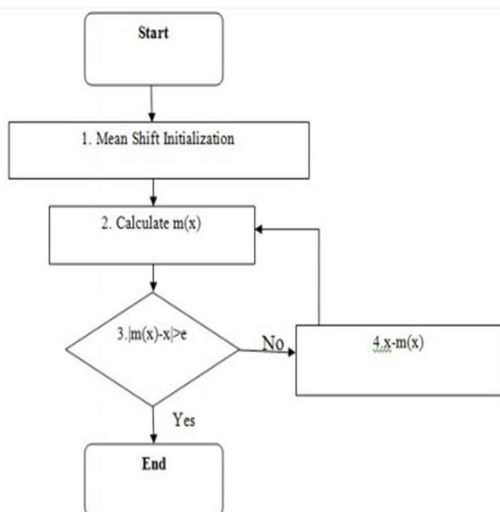 Start
1. Mean Shift Initialization
2. Calculate m(x)
3.|m(x)-x|>e
No
4.x-m(x)
Yes
End